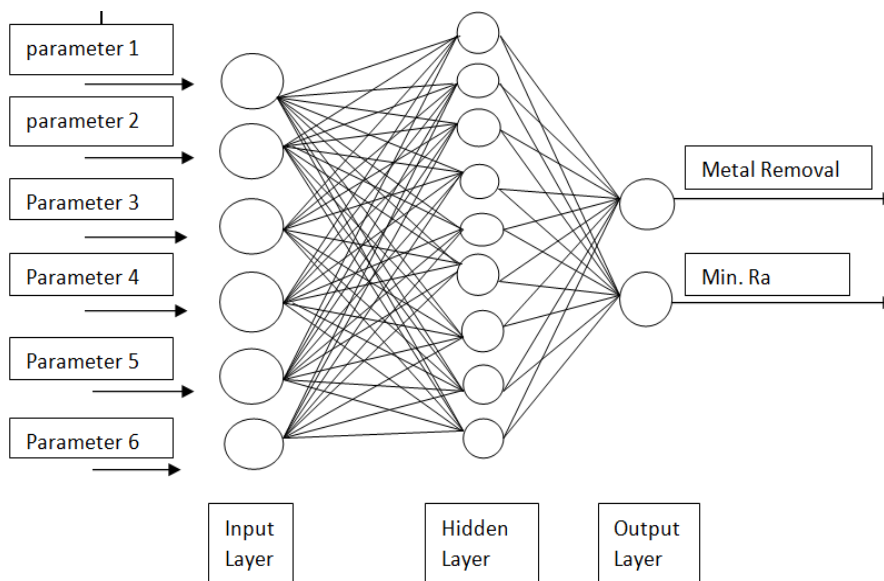 parameter 1
parameter 2
Parameter 3
Parameter 4
Parameter 5
Parameter 6
Metal Removal
Min. Ra
Input
Layer
Hidden
Layer
Output
Layer